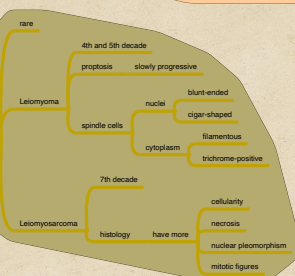 rare
Leiomyoma
4th and 5th decade
proptosis slowly progressive
spindle cells
nuclei
blunt-ended
cigar-shaped
cytoplasm
filamentous
trichrome-positive
Leiomyosarcoma
7th decade
histology have more
cellularity
necrosis
nuclear pleomorphism
mitotic figures